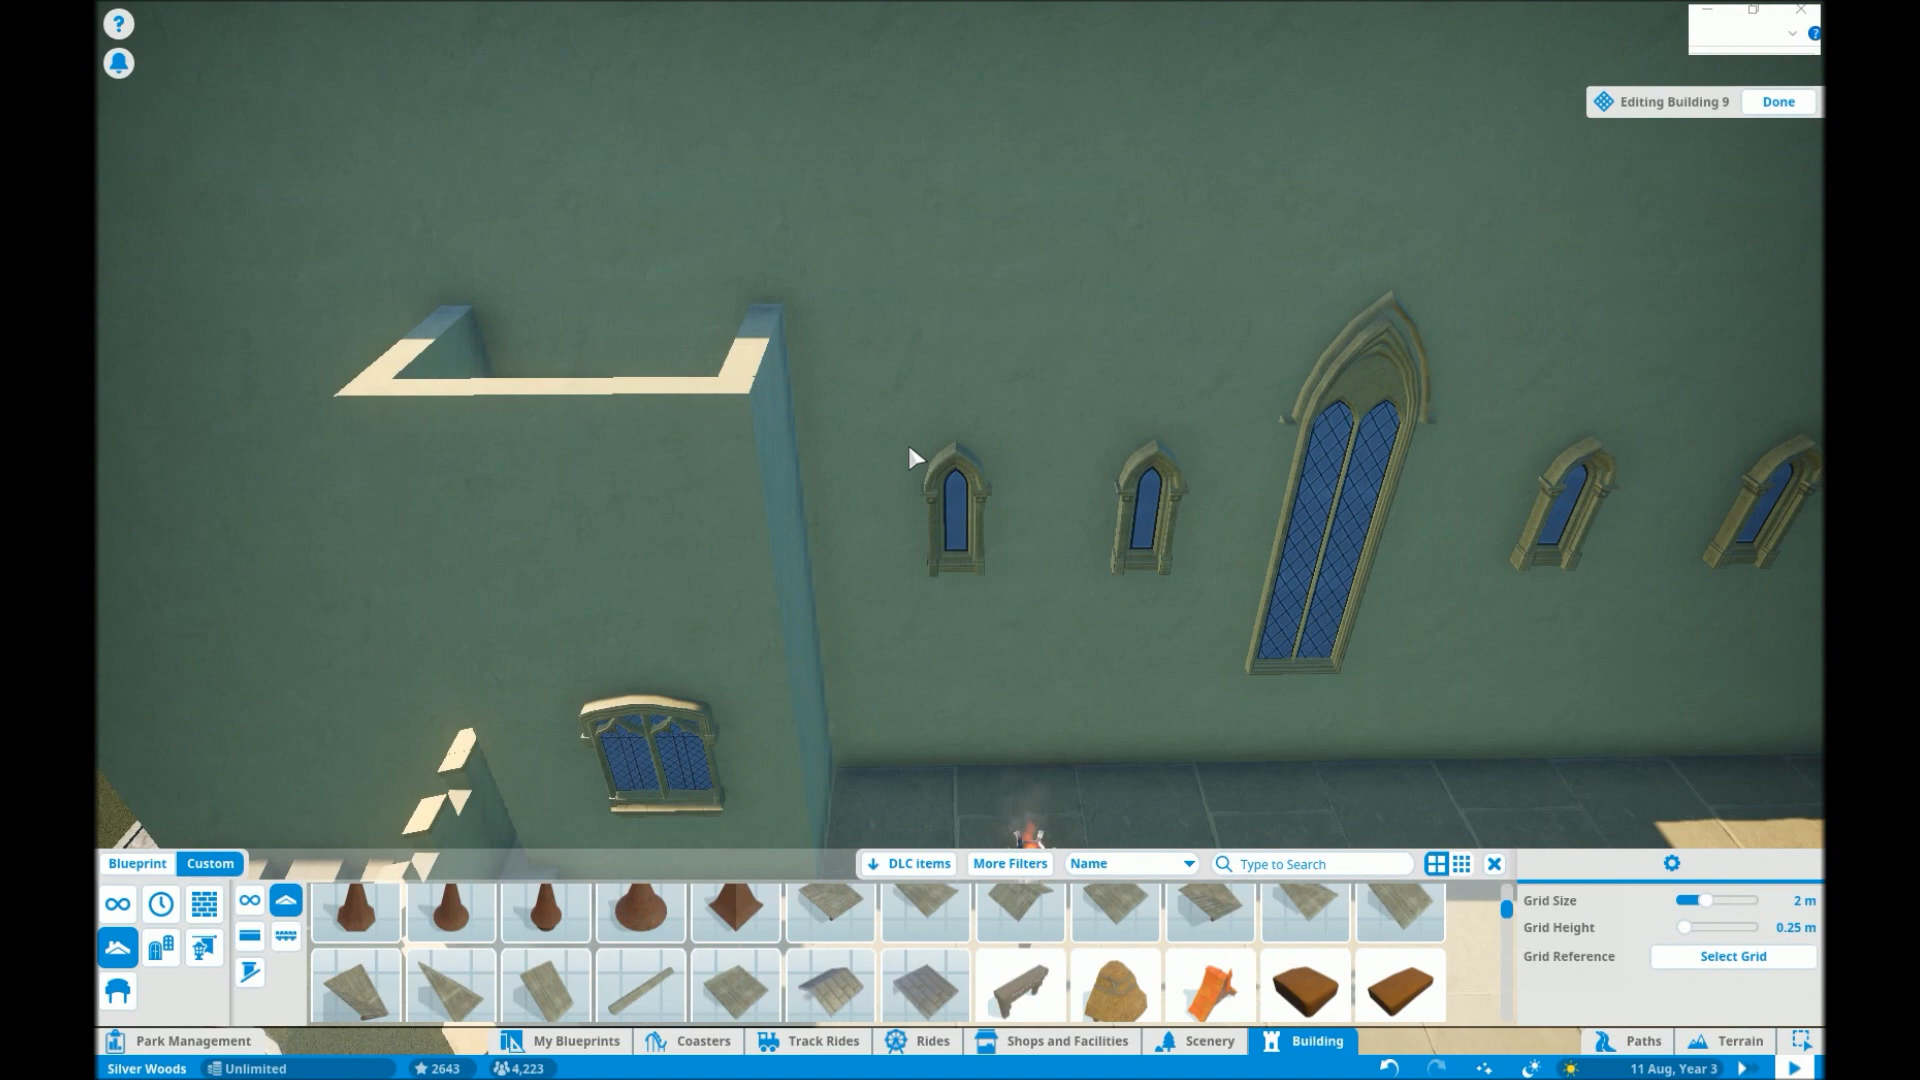 ?
?
Editing Building 9 Done
Blueprint Custom
DLC items More Filters Name Type to Search
Grid Size 2 m
Grid Height 0.25 m
Grid Reference Select Grid
Park Management My Blueprints Coasters Track Rides Rides Shops and Facilities Scenery Building Paths Terrain
Silver Woods Unlimited 2643 4,223 11 Aug, Year 3